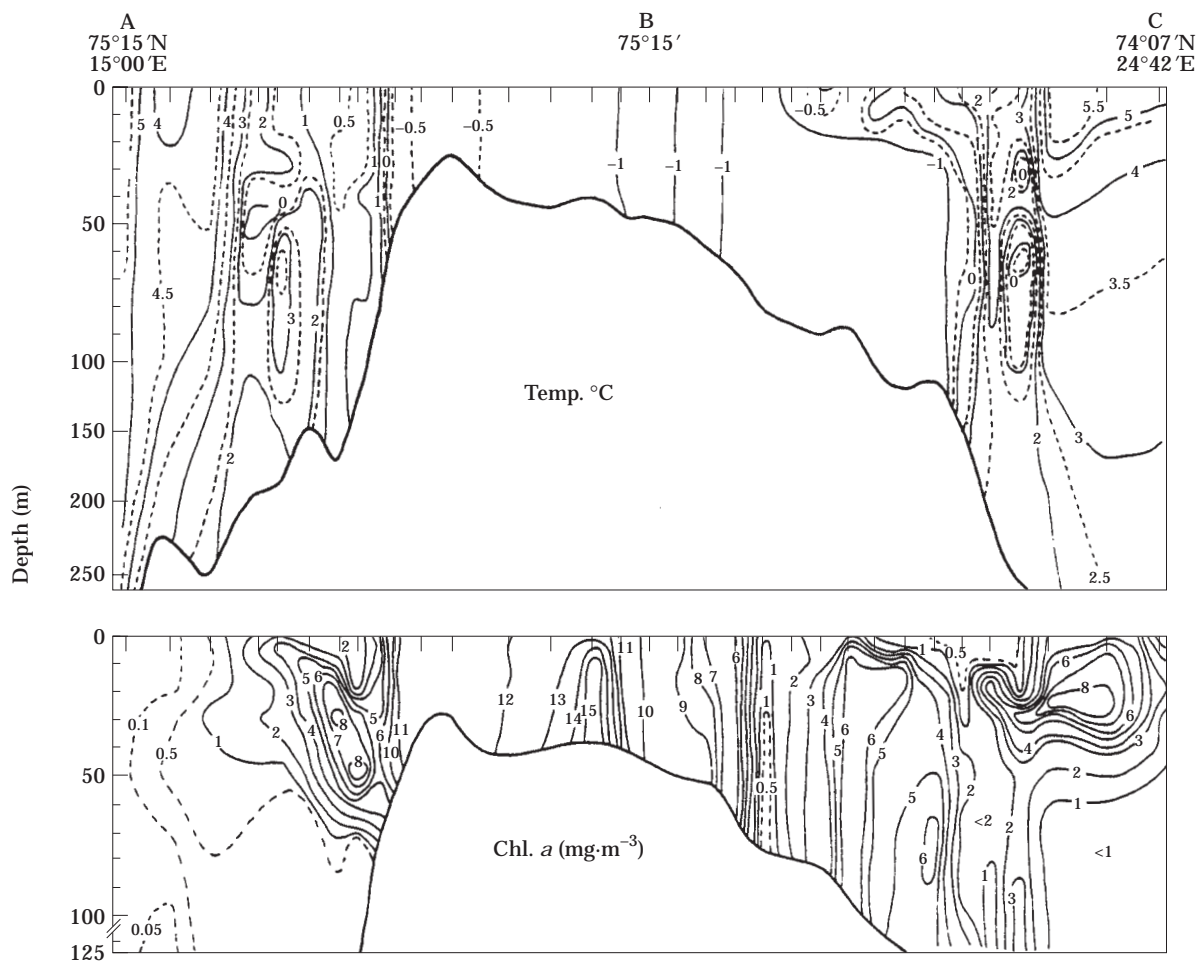 A B C
75°15′N 75°15′ 74°07′N
15°00′E 24°42′E
0
50
100
150
200
250
Depth (m)
5 4 4 3 2 1 0.5 –0.5 –0.5 –0.5 2 3 5.5 5
1 0
–1 –1 –1 –1 0 4
0 1 2
4.5 0 0 3.5
3 2
Temp. °C
2 2 3
2.5
0
50
100
125
2 11 6 1 1 0.5 6
5 6 8 7 2 8
3 12 13 15 10 9 3
0.1 8 5 14 1 4 6
1 2 4 7 6 11 6 6 4 3
0.5 10 5 5 4
8 3 2
0.5 5 2 1
<2 2
Chl. a (mg·m⁻³) <1
6 1
3
0.05